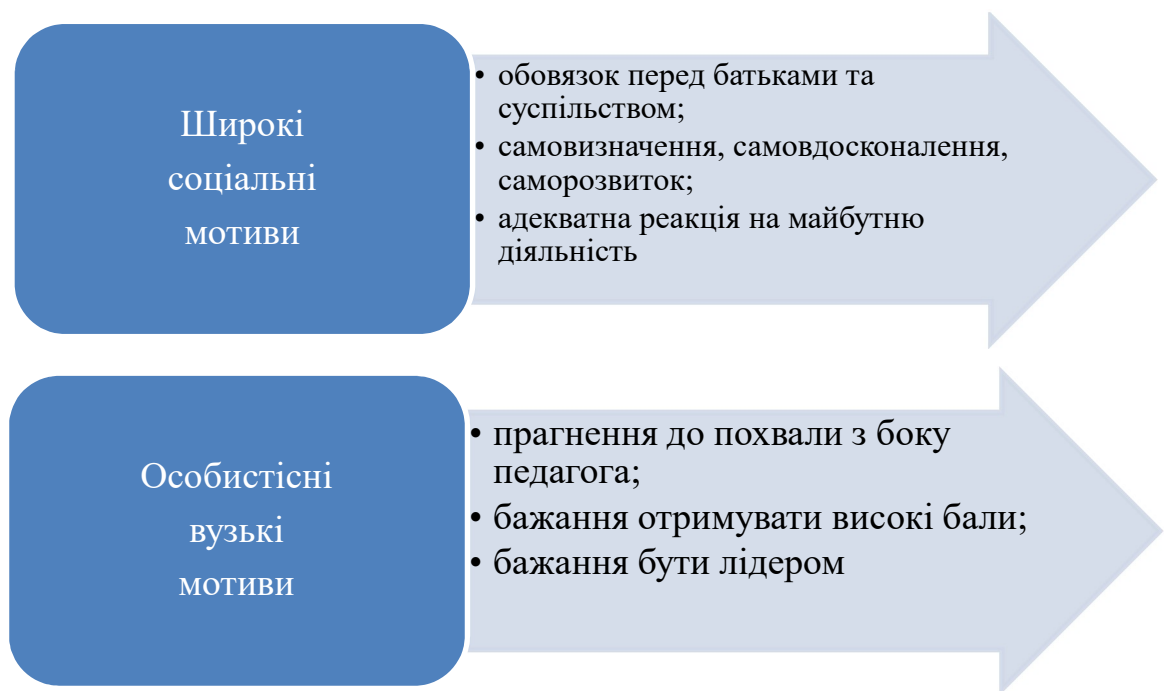 Широкі
соціальні
мотиви
• обовязок перед батьками та
суспільством;
• самовизначення, самовдосконалення,
саморозвиток;
• адекватна реакція на майбутню
діяльність
Особистісні
вузькі
мотиви
• прагнення до похвали з боку
педагога;
• бажання отримувати високі бали;
• бажання бути лідером